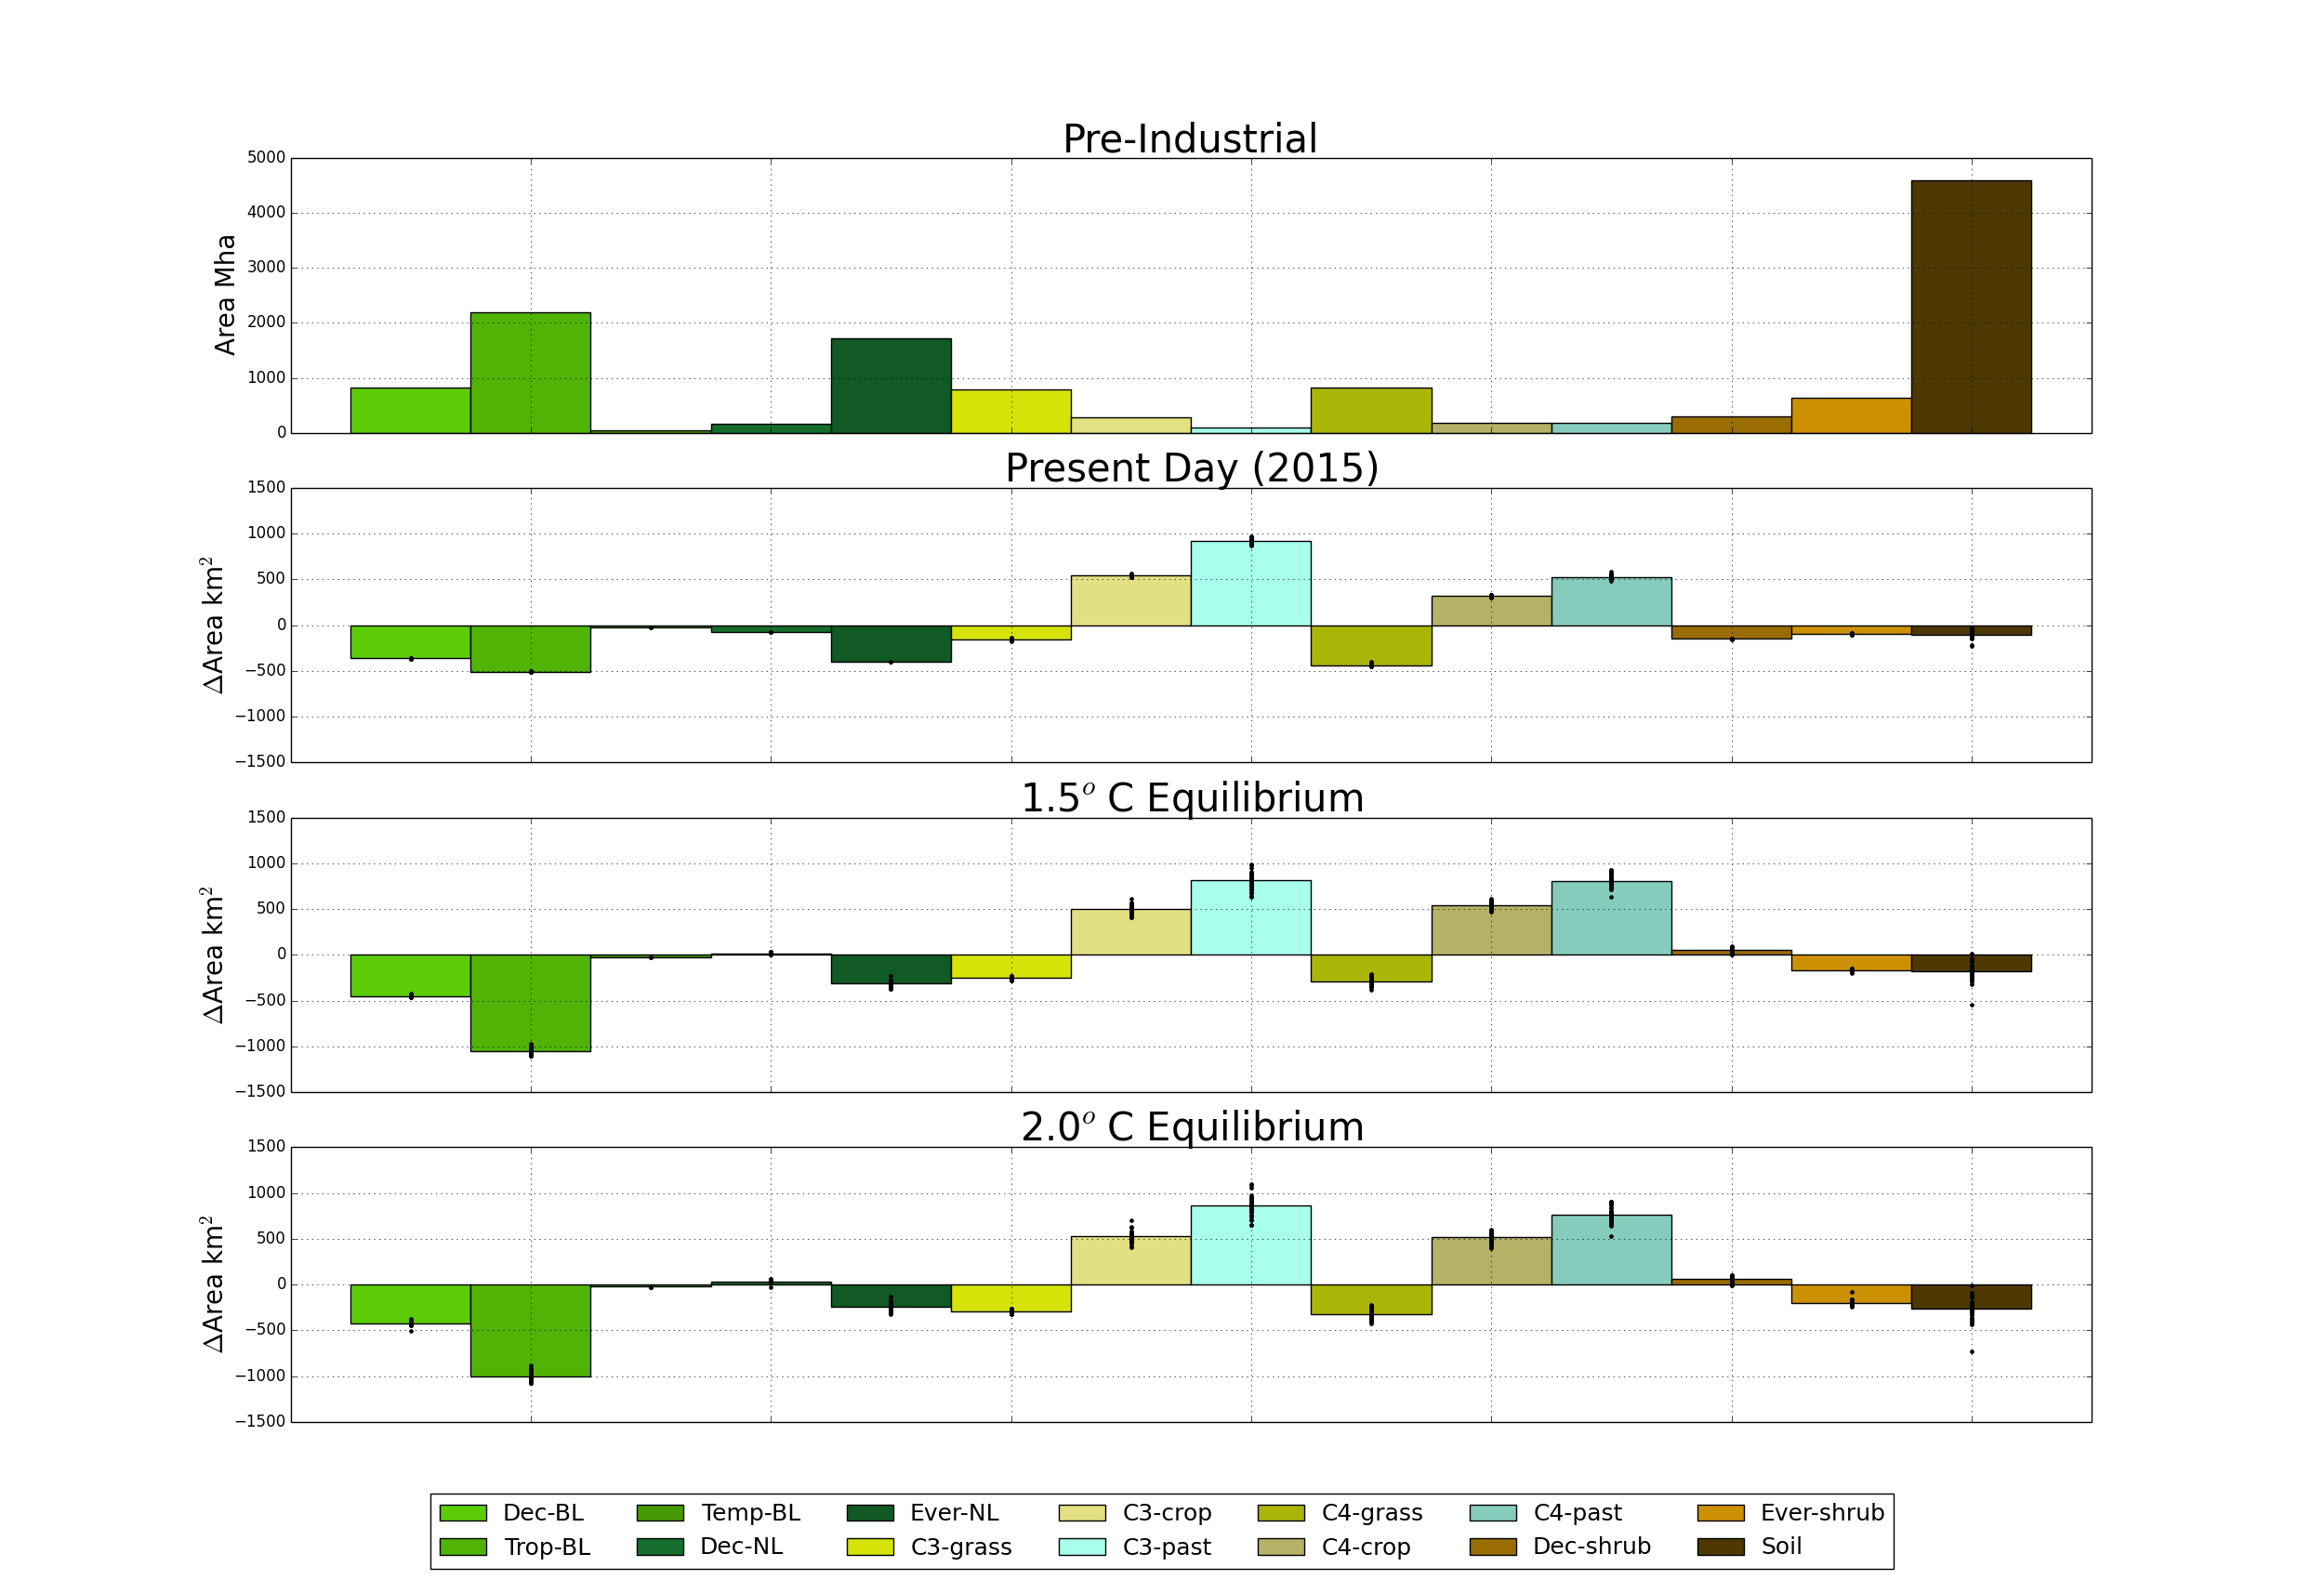 Pre-Industrial
5000
4000
3000
2000
1000
0
Area Mha
Present Day (2015)
1500
1000
500
0
−500
−1000
−1500
ΔArea km²
1.5° C Equilibrium
1500
1000
500
0
−500
−1000
−1500
ΔArea km²
2.0° C Equilibrium
1500
1000
500
0
−500
−1000
−1500
ΔArea km²
Dec-BL Temp-BL Ever-NL C3-crop C4-grass C4-past Ever-shrub
Trop-BL Dec-NL C3-grass C3-past C4-crop Dec-shrub Soil